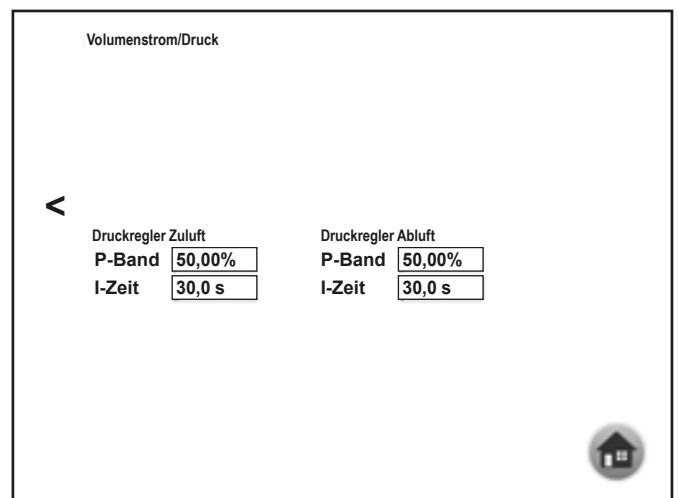 Volumenstrom/Druck
<
Druckregler Zuluft Druckregler Abluft
P-Band 50,00% P-Band 50,00%
I-Zeit 30,0 s I-Zeit 30,0 s